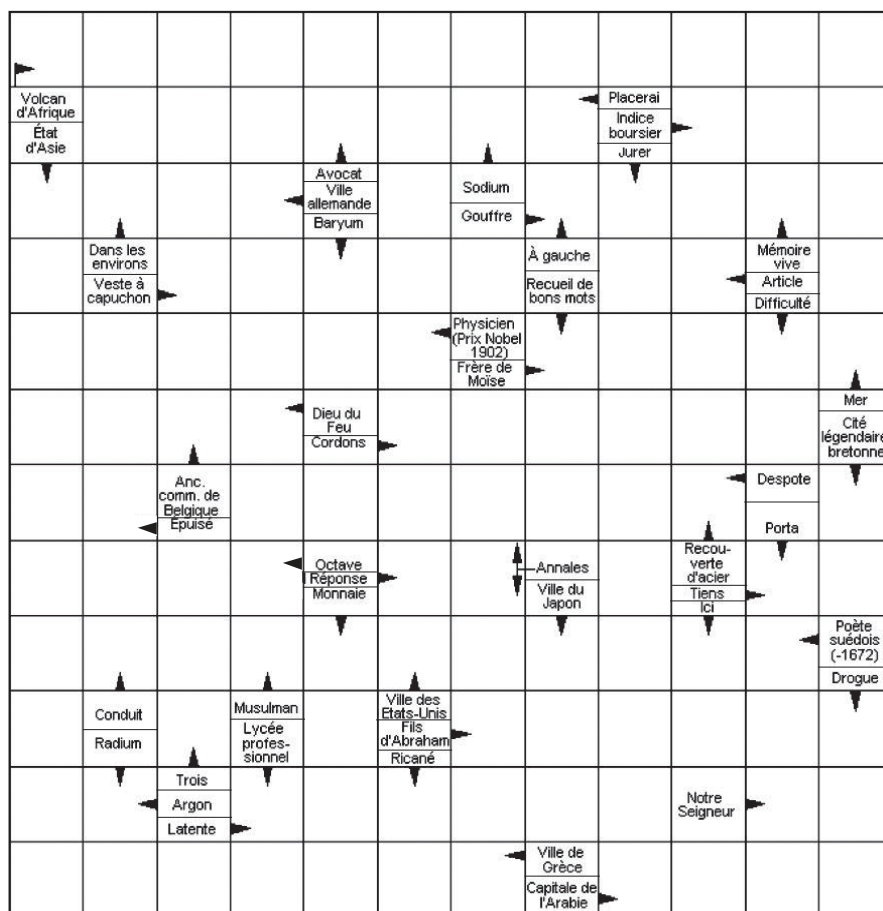 Volcan
d'Afrique
État
d'Asie
Placerai
Indice
boursier
Jurer
Avocat
Ville
allemande
Baryum
Sodium
Gouffre
Dans les
environs
Veste à
capuchon
À gauche
Recueil de
bons mots
Mémoire
vive
Article
Difficulté
Physicien
(Prix Nobel
1902)
Frère de
Moïse
Dieu du
Feu
Cordons
Mer
Cité
légendaire
bretonne
Anc.
comm. de
Belgique
Épuisé
Despote
Porta
Octave
Réponse
Monnaie
Annales
Ville du
Japon
Recou-
verte
d'acier
Tiens
Ici
Poète
suédois
(-1672)
Drogue
Conduit
Radium
Musulman
Lycée
profes-
sionnel
Ville des
Etats-Unis
Fils
d'Abraham
Ricané
Trois
Argon
Latente
Notre
Seigneur
Ville de
Grèce
Capitale de
l'Arabie